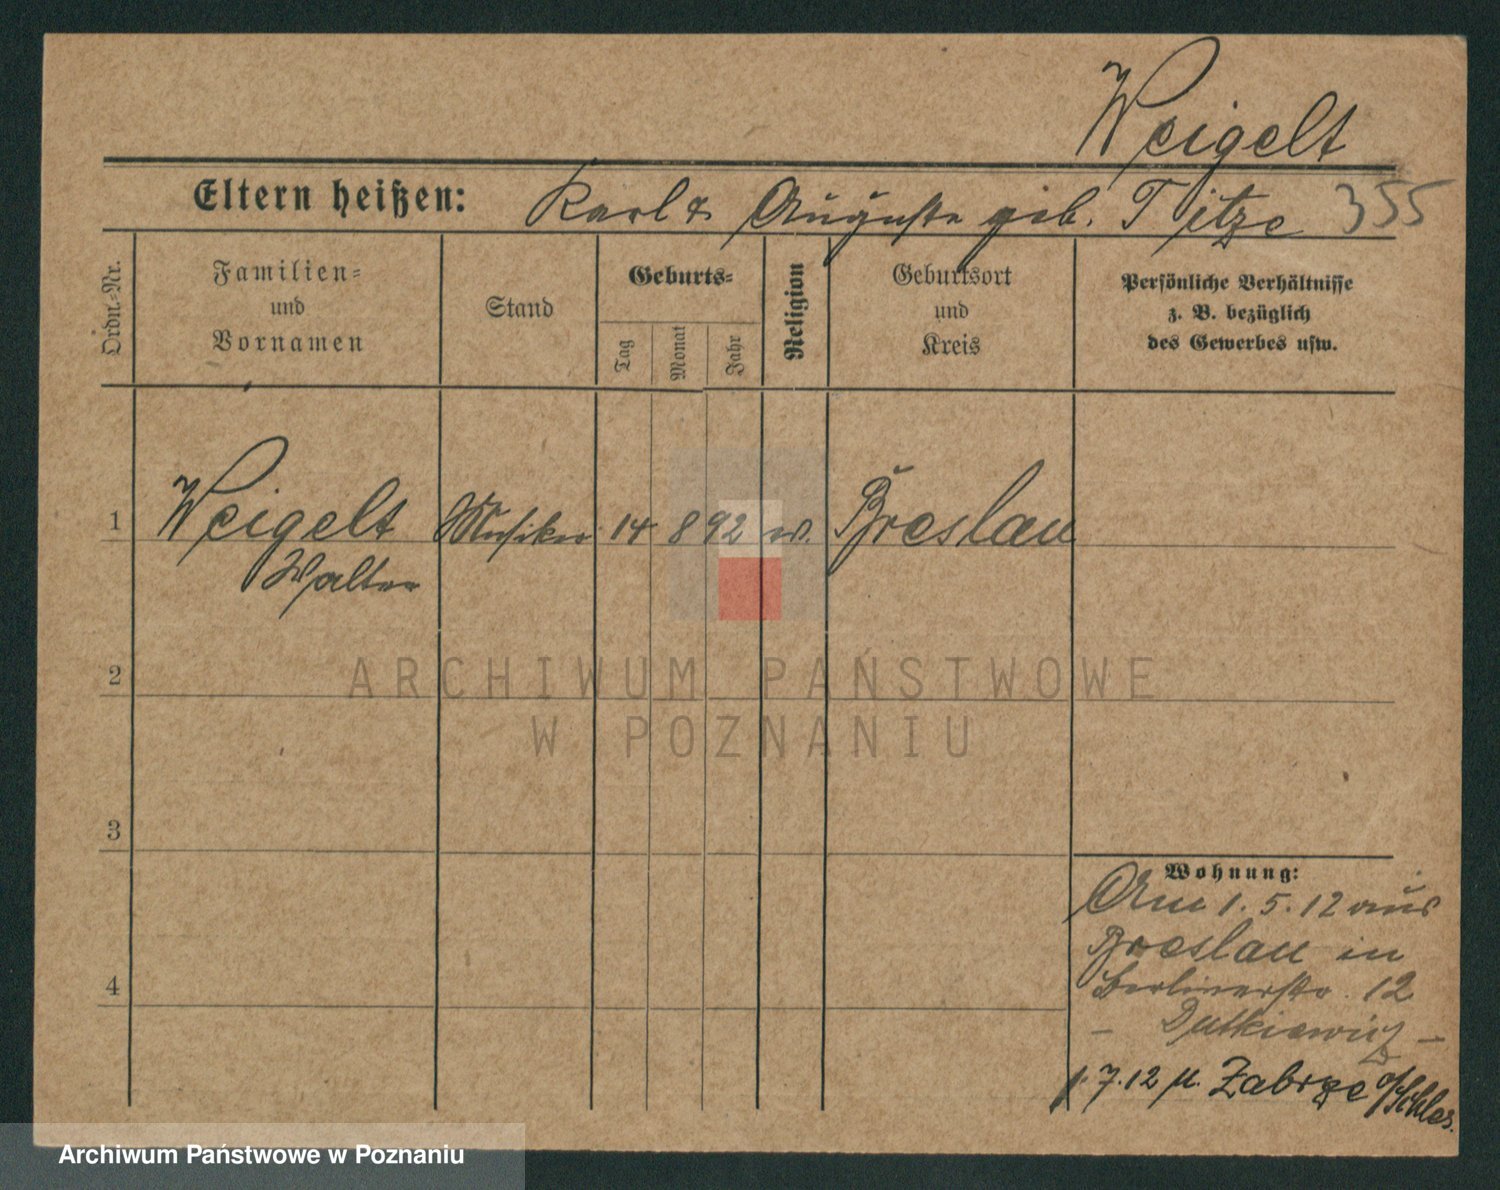 Weigelt
Eltern heißen: Karl & Auguste geb. Titze 355
Ordn.-Nr.
Familien-
und
Vornamen
Stand
Geburts-
Tag
Monat
Jahr
Religion
Geburtsort
und
Kreis
Persönliche Verhältnisse
z. B. bezüglich
des Gewerbes usw.
1 Weigelt Musiker 14 8 92 Breslau
Walter
2
3
4
Wohnung:
Am 1. 5. 12 aus
Breslau in
Berlinerstr. 12
- Dutkiewicz -
1. 7. 12 n. Zabrze o/Schles.
ARCHIWUM PAŃSTWOWE
W POZNANIU
Archiwum Państwowe w Poznaniu